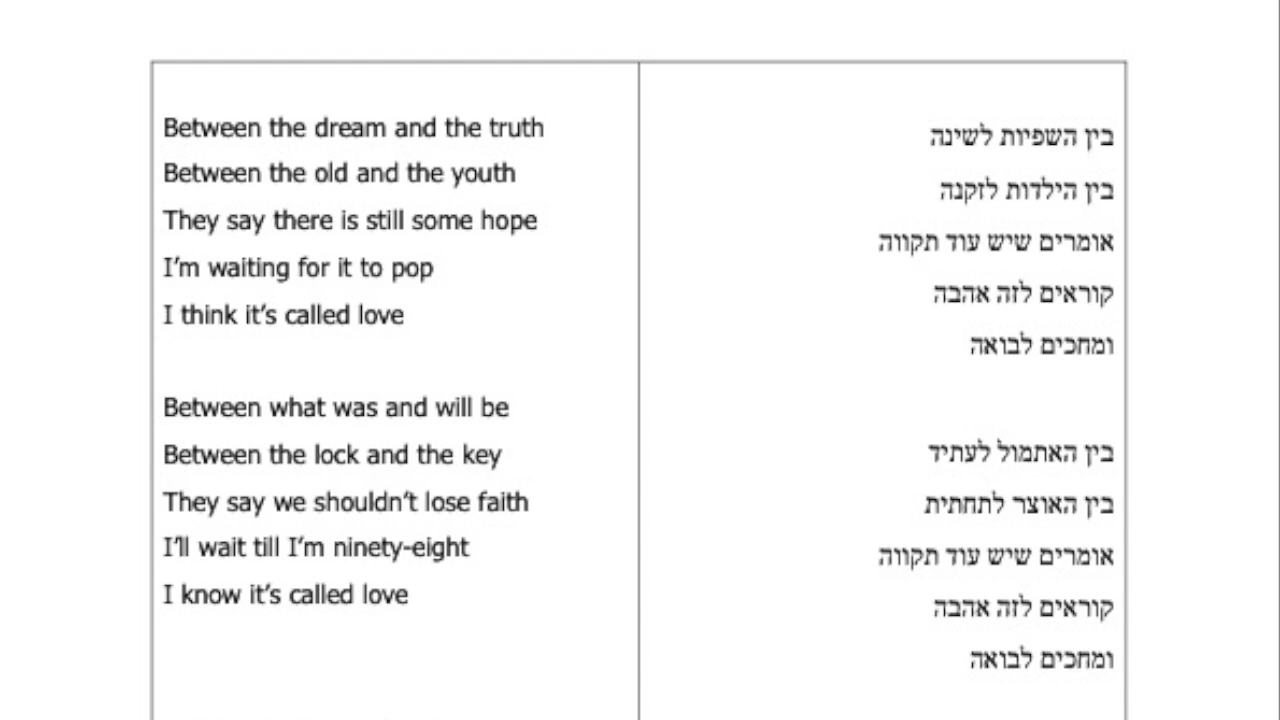 Between the dream and the truth
Between the old and the youth
They say there is still some hope
I'm waiting for it to pop
I think it's called love
Between what was and will be
Between the lock and the key
They say we shouldn't lose faith
I'll wait till I'm ninety-eight
I know it's called love
בין השפיות לשינה
בין הילדות לזקנה
אומרים שיש עוד תקווה
קוראים לזה אהבה
ומחכים לבואה
בין האתמול לעתיד
בין האוצר לתחתית
אומרים שיש עוד תקווה
קוראים לזה אהבה
ומחכים לבואה